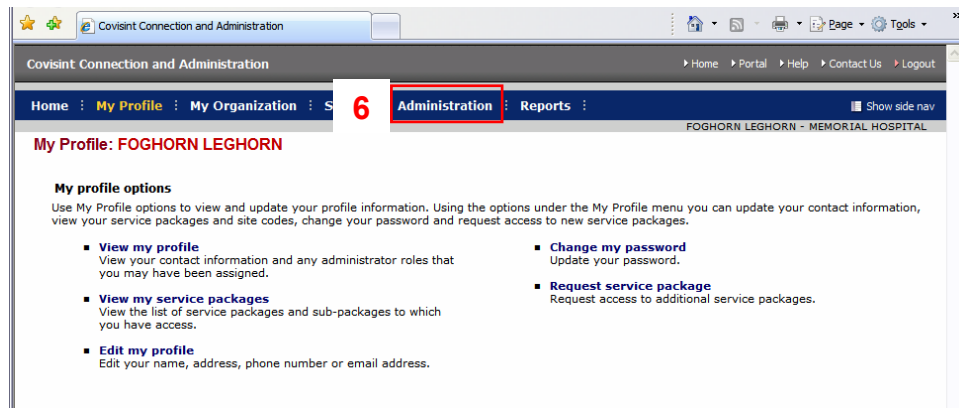 Covisint Connection and Administration
Page Tools »
Covisint Connection and Administration Home Portal Help Contact Us Logout
Home My Profile My Organization S 6 Administration Reports Show side nav
FOGHORN LEGHORN - MEMORIAL HOSPITAL
My Profile: FOGHORN LEGHORN
My profile options
Use My Profile options to view and update your profile information. Using the options under the My Profile menu you can update your contact information,
view your service packages and site codes, change your password and request access to new service packages.
View my profile
View your contact information and any administrator roles that
you may have been assigned.
View my service packages
View the list of service packages and sub-packages to which
you have access.
Edit my profile
Edit your name, address, phone number or email address.
Change my password
Update your password.
Request service package
Request access to additional service packages.